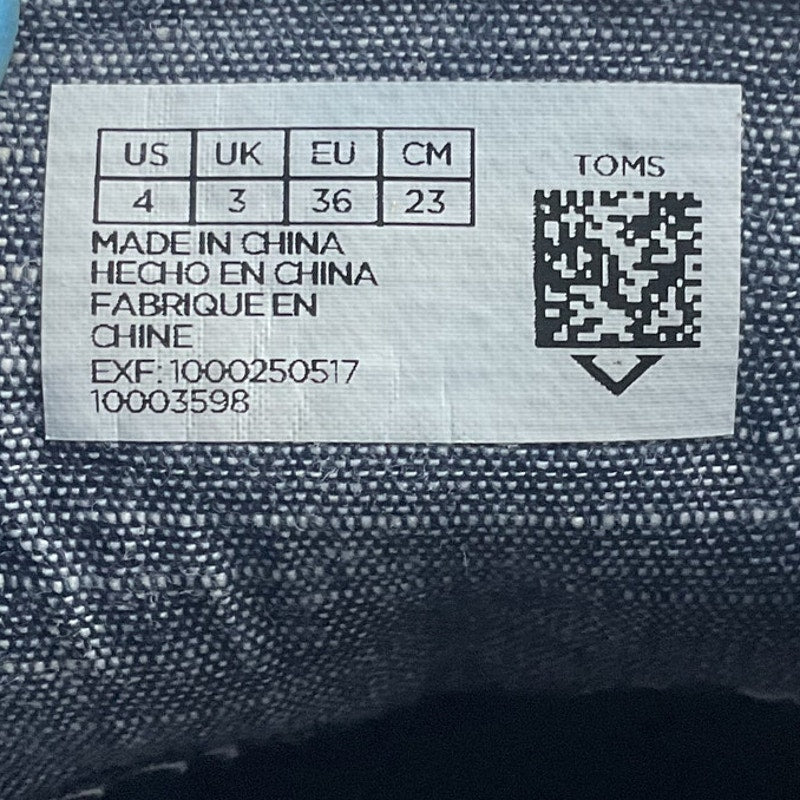 US UK EU CM
4 3 36 23
MADE IN CHINA
HECHO EN CHINA
FABRIQUE EN
CHINE
EXF: 1000250517
10003598
TOMS